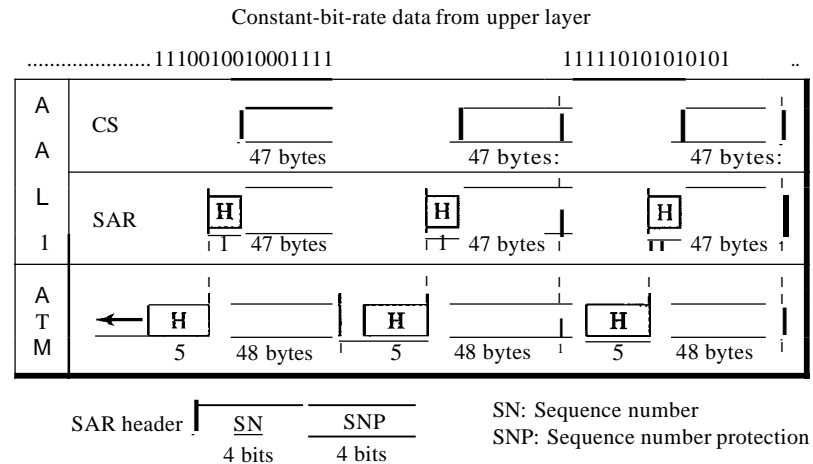 Constant-bit-rate data from upper layer
...................... 1110010010001111 111110101010101 ..
A A L 1
CS
47 bytes 47 bytes: 47 bytes:
SAR
H H H
1 47 bytes 1 47 bytes 47 bytes
A T M
H H H
5 48 bytes 5 48 bytes 5 48 bytes
SAR header SN SNP
4 bits 4 bits
SN: Sequence number
SNP: Sequence number protection